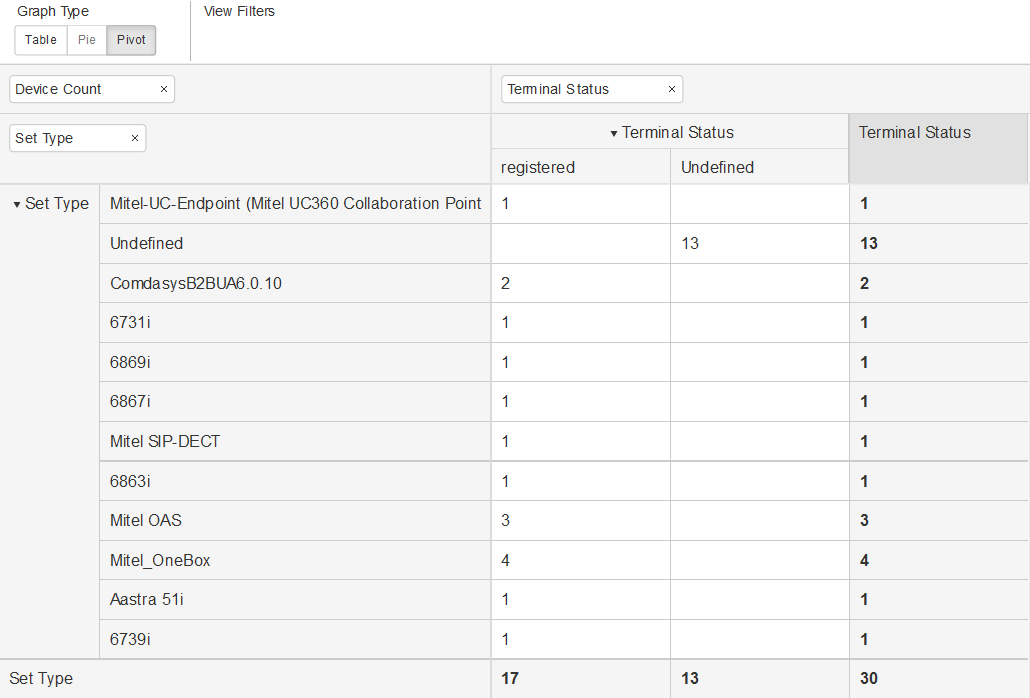 Graph Type View Filters
Table Pie Pivot
Device Count × Terminal Status ×
Set Type × ▾ Terminal Status Terminal Status
registered Undefined
▾ Set Type Mitel-UC-Endpoint (Mitel UC360 Collaboration Point 1 1
Undefined 13 13
ComdasysB2BUA6.0.10 2 2
6731i 1 1
6869i 1 1
6867i 1 1
Mitel SIP-DECT 1 1
6863i 1 1
Mitel OAS 3 3
Mitel_OneBox 4 4
Aastra 51i 1 1
6739i 1 1
Set Type 17 13 30